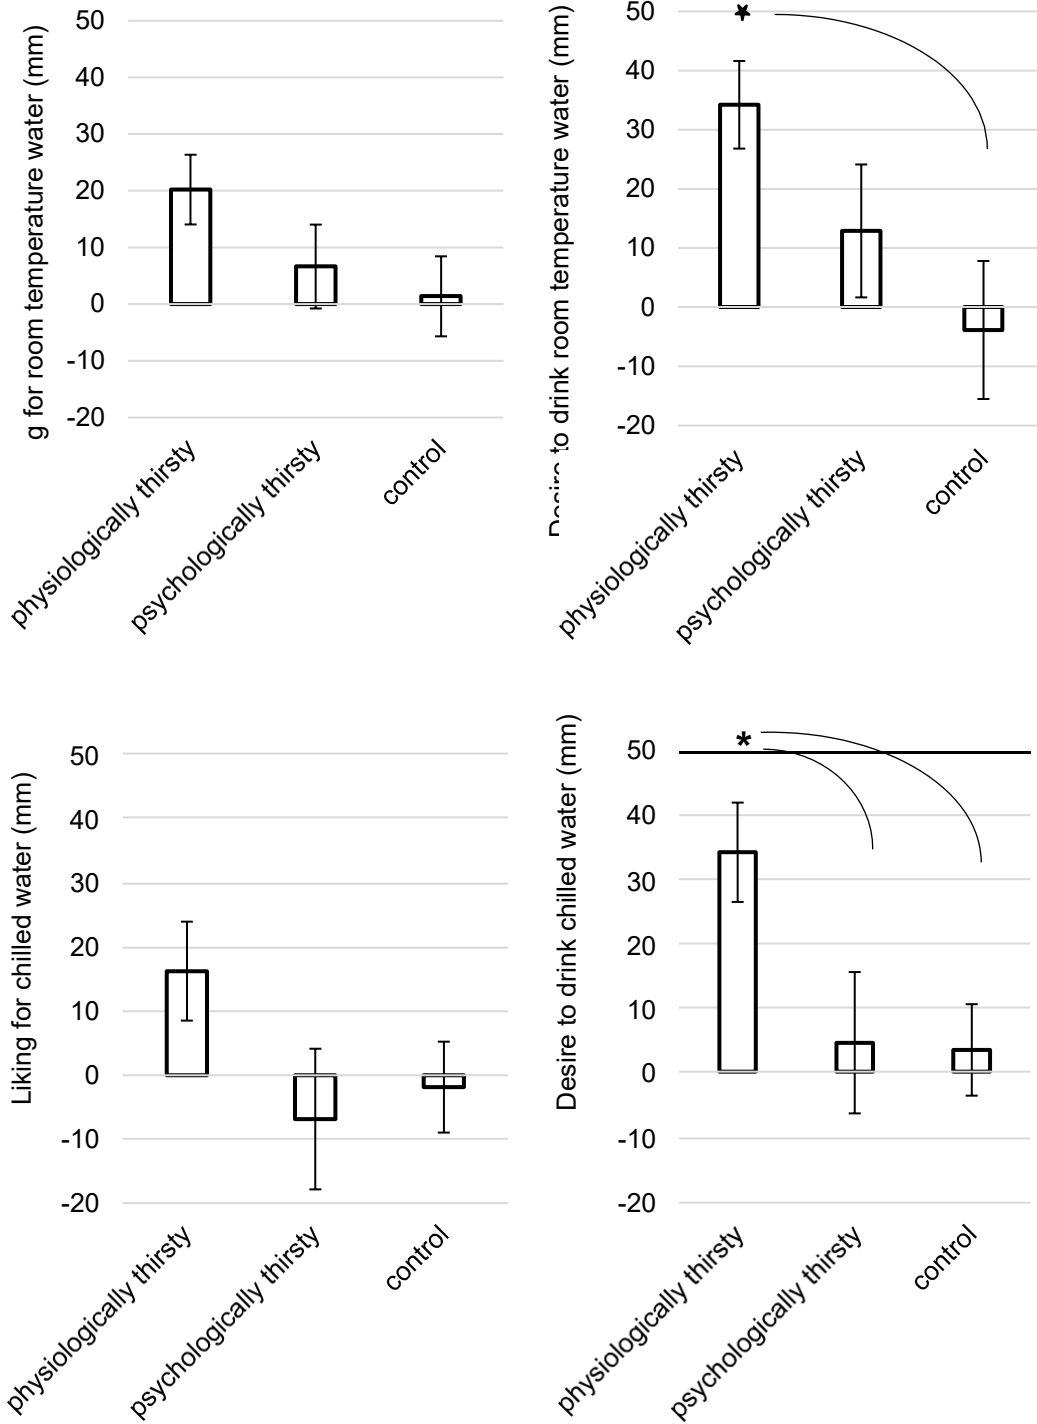 g for room temperature water (mm)
50
40
30
20
10
0
-10
-20
physiologically thirsty
psychologically thirsty
control
to drink room temperature water (mm)
50
40
30
20
10
0
-10
-20
*
physiologically thirsty
psychologically thirsty
control
Liking for chilled water (mm)
50
40
30
20
10
0
-10
-20
physiologically thirsty
psychologically thirsty
control
Desire to drink chilled water (mm)
50
40
30
20
10
0
-10
-20
*
physiologically thirsty
psychologically thirsty
control